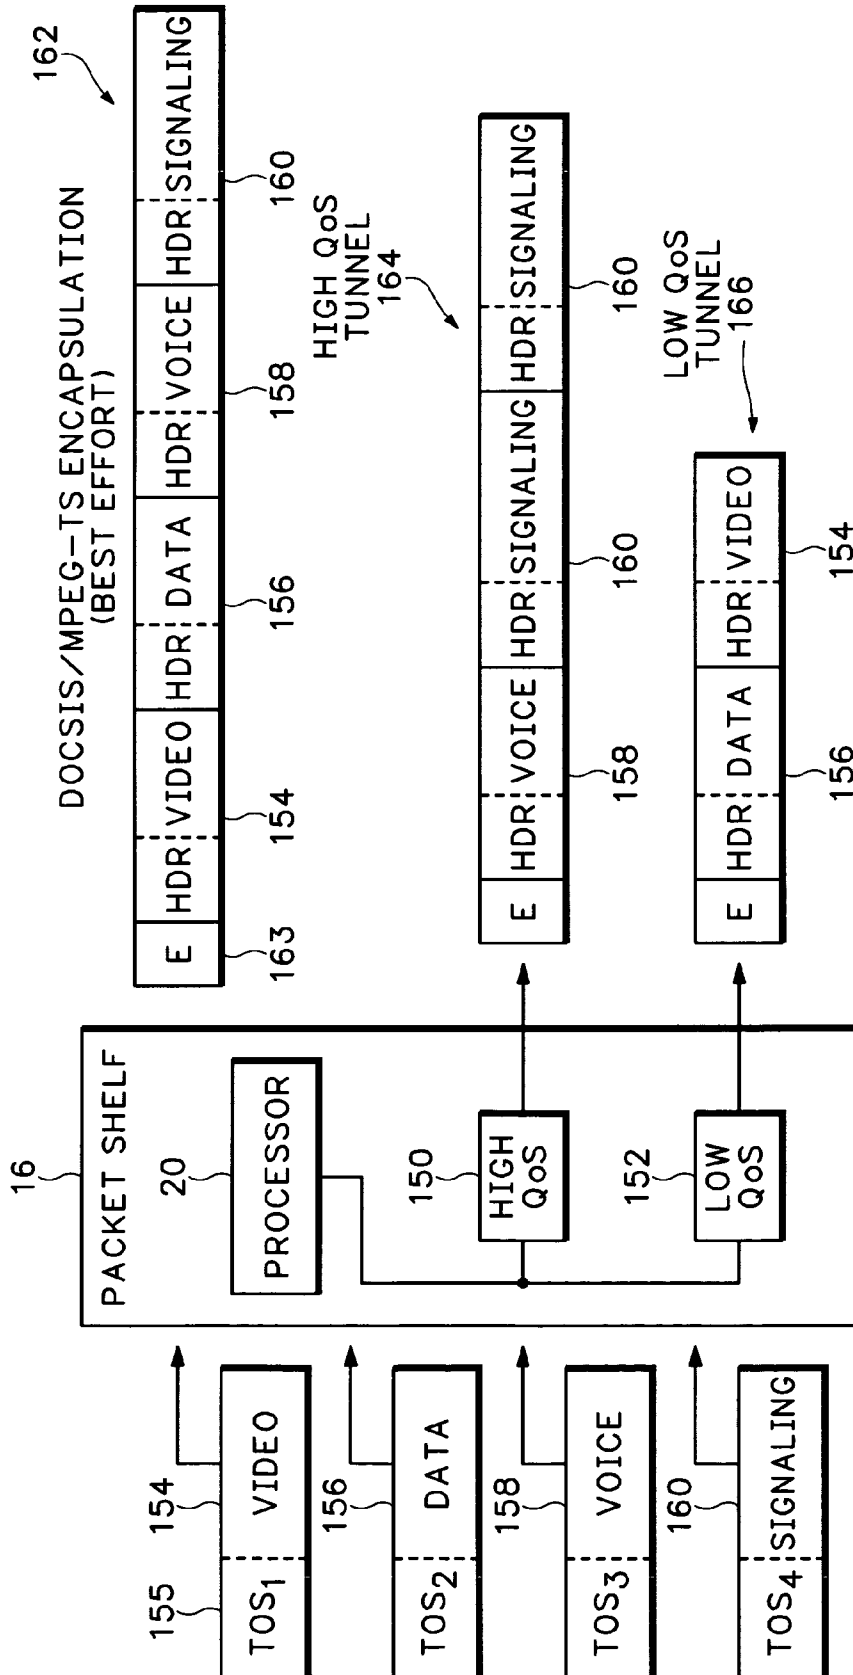 DOCSIS/MPEG-TS ENCAPSULATION
(BEST EFFORT)
162
E HDR VIDEO HDR DATA HDR VOICE HDR SIGNALING
163 154 156 158 160
16
PACKET SHELF
20
PROCESSOR
150
HIGH
QoS
152
LOW
QoS
155 154
TOS1 VIDEO
156
TOS2 DATA
158
TOS3 VOICE
160
TOS4 SIGNALING
HIGH QoS
TUNNEL
164
E HDR VOICE HDR SIGNALING HDR SIGNALING
158 160 160
LOW QoS
TUNNEL
166
E HDR DATA HDR VIDEO
156 154